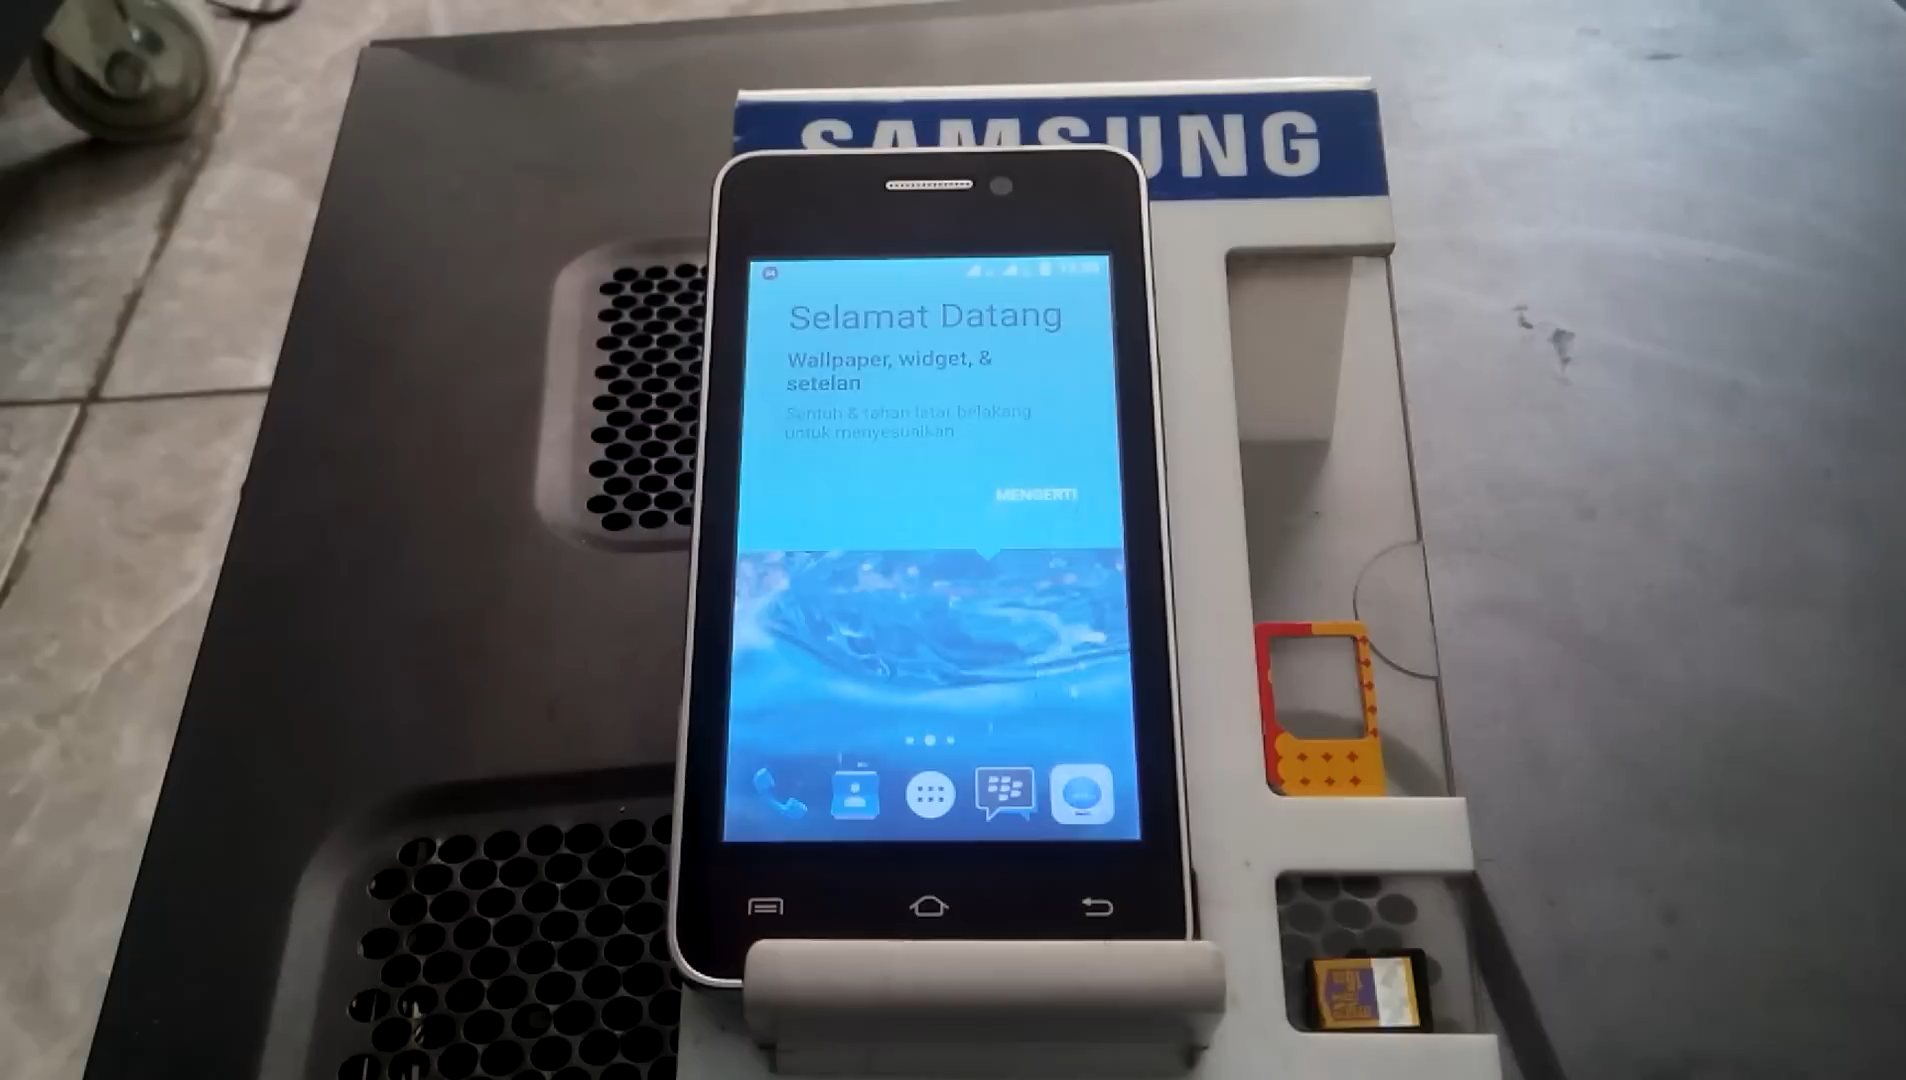 SAMSUNG
Selamat Datang
Wallpaper, widget, &
setelan
Sentuh & tahan latar belakang
untuk menyesuaikan
MENGERTI